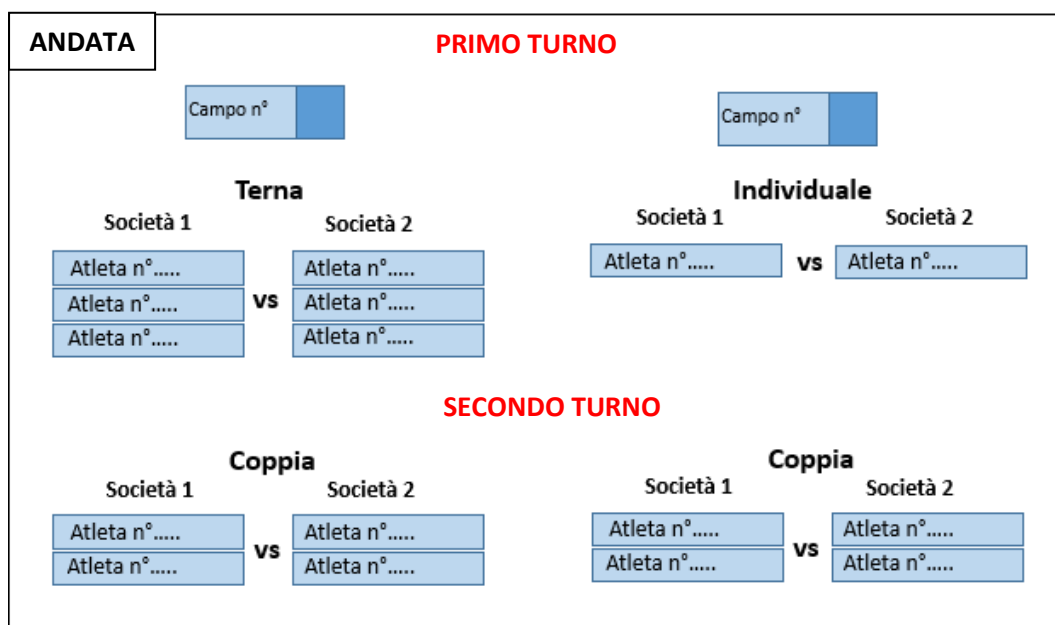 ANDATA
PRIMO TURNO
Campo n°
Campo n°
Terna
Individuale
Società 1
Società 2
Società 1
Società 2
Atleta n°.....
vs
Atleta n°.....
Atleta n°.....
Atleta n°.....
Atleta n°.....
Atleta n°.....
vs
Atleta n°.....
Atleta n°.....
SECONDO TURNO
Coppia
Coppia
Società 1
Società 2
Società 1
Società 2
Atleta n°.....
Atleta n°.....
vs
Atleta n°.....
Atleta n°.....
Atleta n°.....
Atleta n°.....
vs
Atleta n°.....
Atleta n°.....